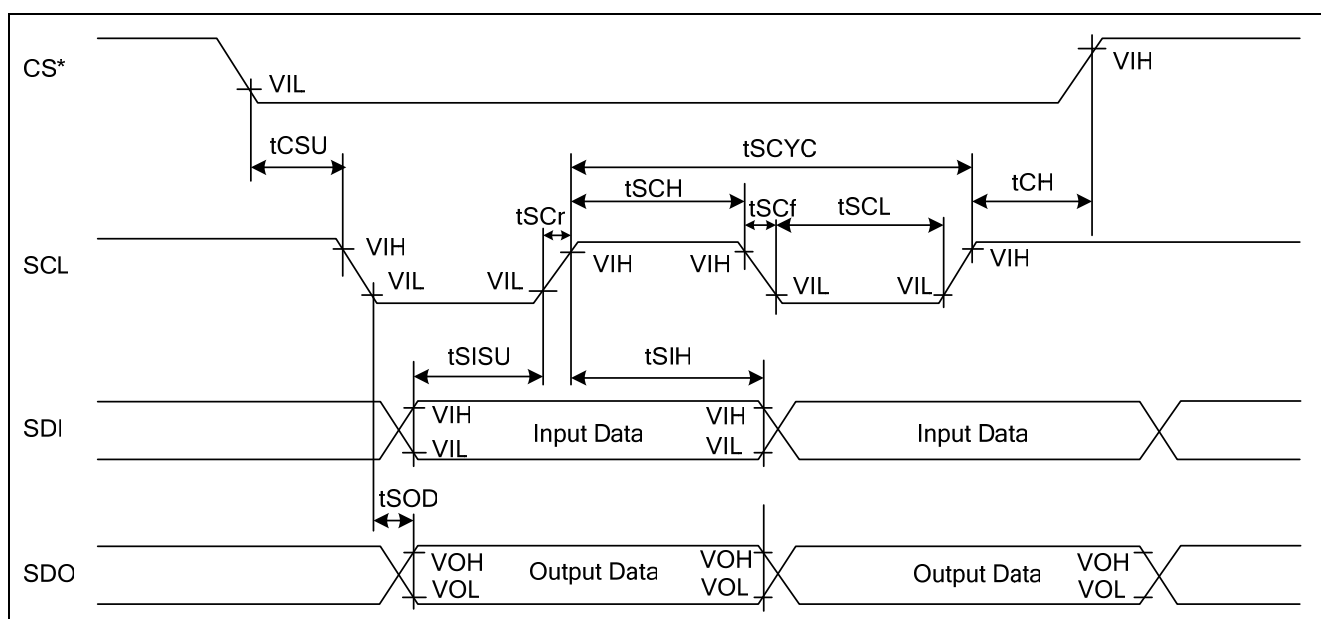 CS*
VIL
VIH
tCSU
tSCYC
tSCH
tCH
tSCr
tSCf
tSCL
SCL
VIH
VIL
VIL
VIH
VIH
VIL
VIL
VIH
tSISU
tSIH
SDI
VIH
VIL
Input Data
VIH
VIL
Input Data
tSOD
SDO
VOH
VOL
Output Data
VOH
VOL
Output Data
VOH
VOL